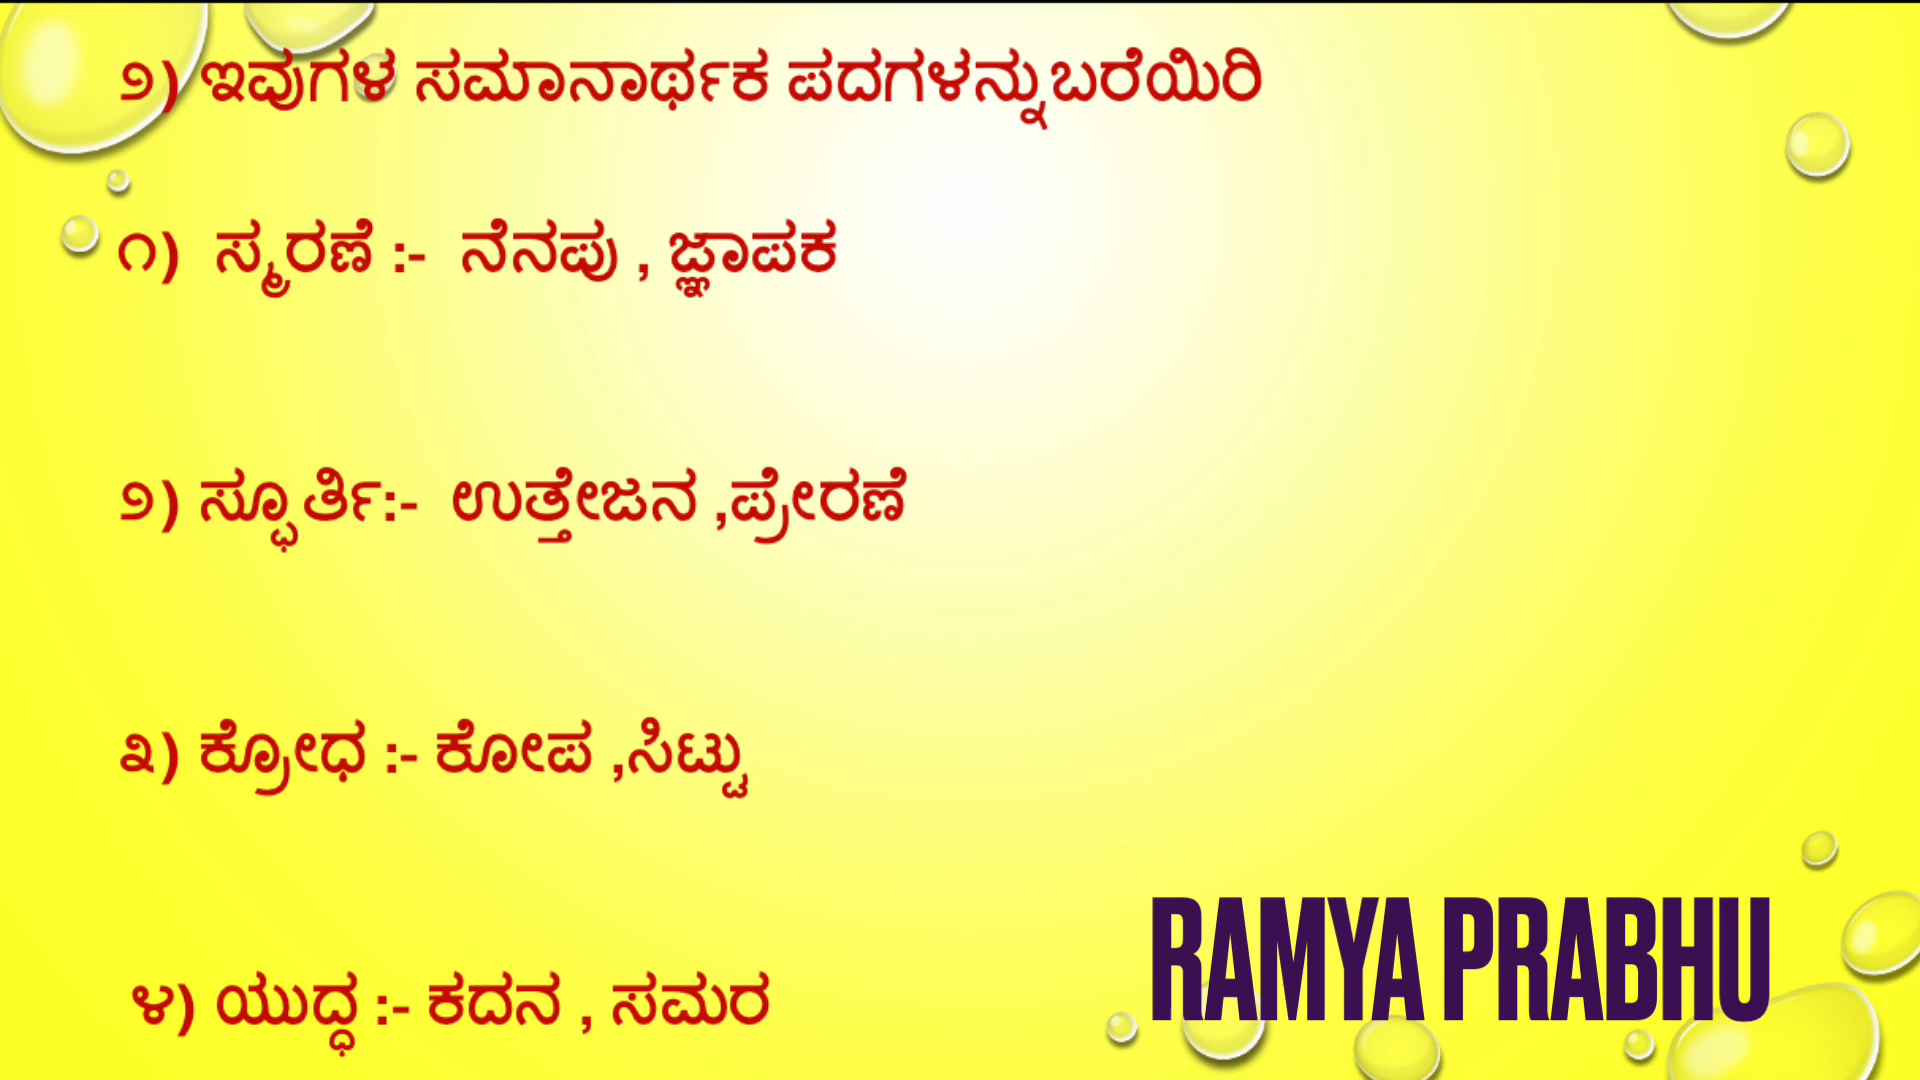 ೨) ಇವುಗಳ ಸಮಾನಾರ್ಥಕ ಪದಗಳನ್ನುಬರೆಯಿರಿ
೧) ಸ್ಮರಣೆ :- ನೆನಪು , ಜ್ಞಾಪಕ
೨) ಸ್ಫೂರ್ತಿ:- ಉತ್ತೇಜನ ,ಪ್ರೇರಣೆ
೩) ಕ್ರೋಧ :- ಕೋಪ ,ಸಿಟ್ಟು
೪) ಯುದ್ಧ :- ಕದನ , ಸಮರ
RAMYA PRABHU